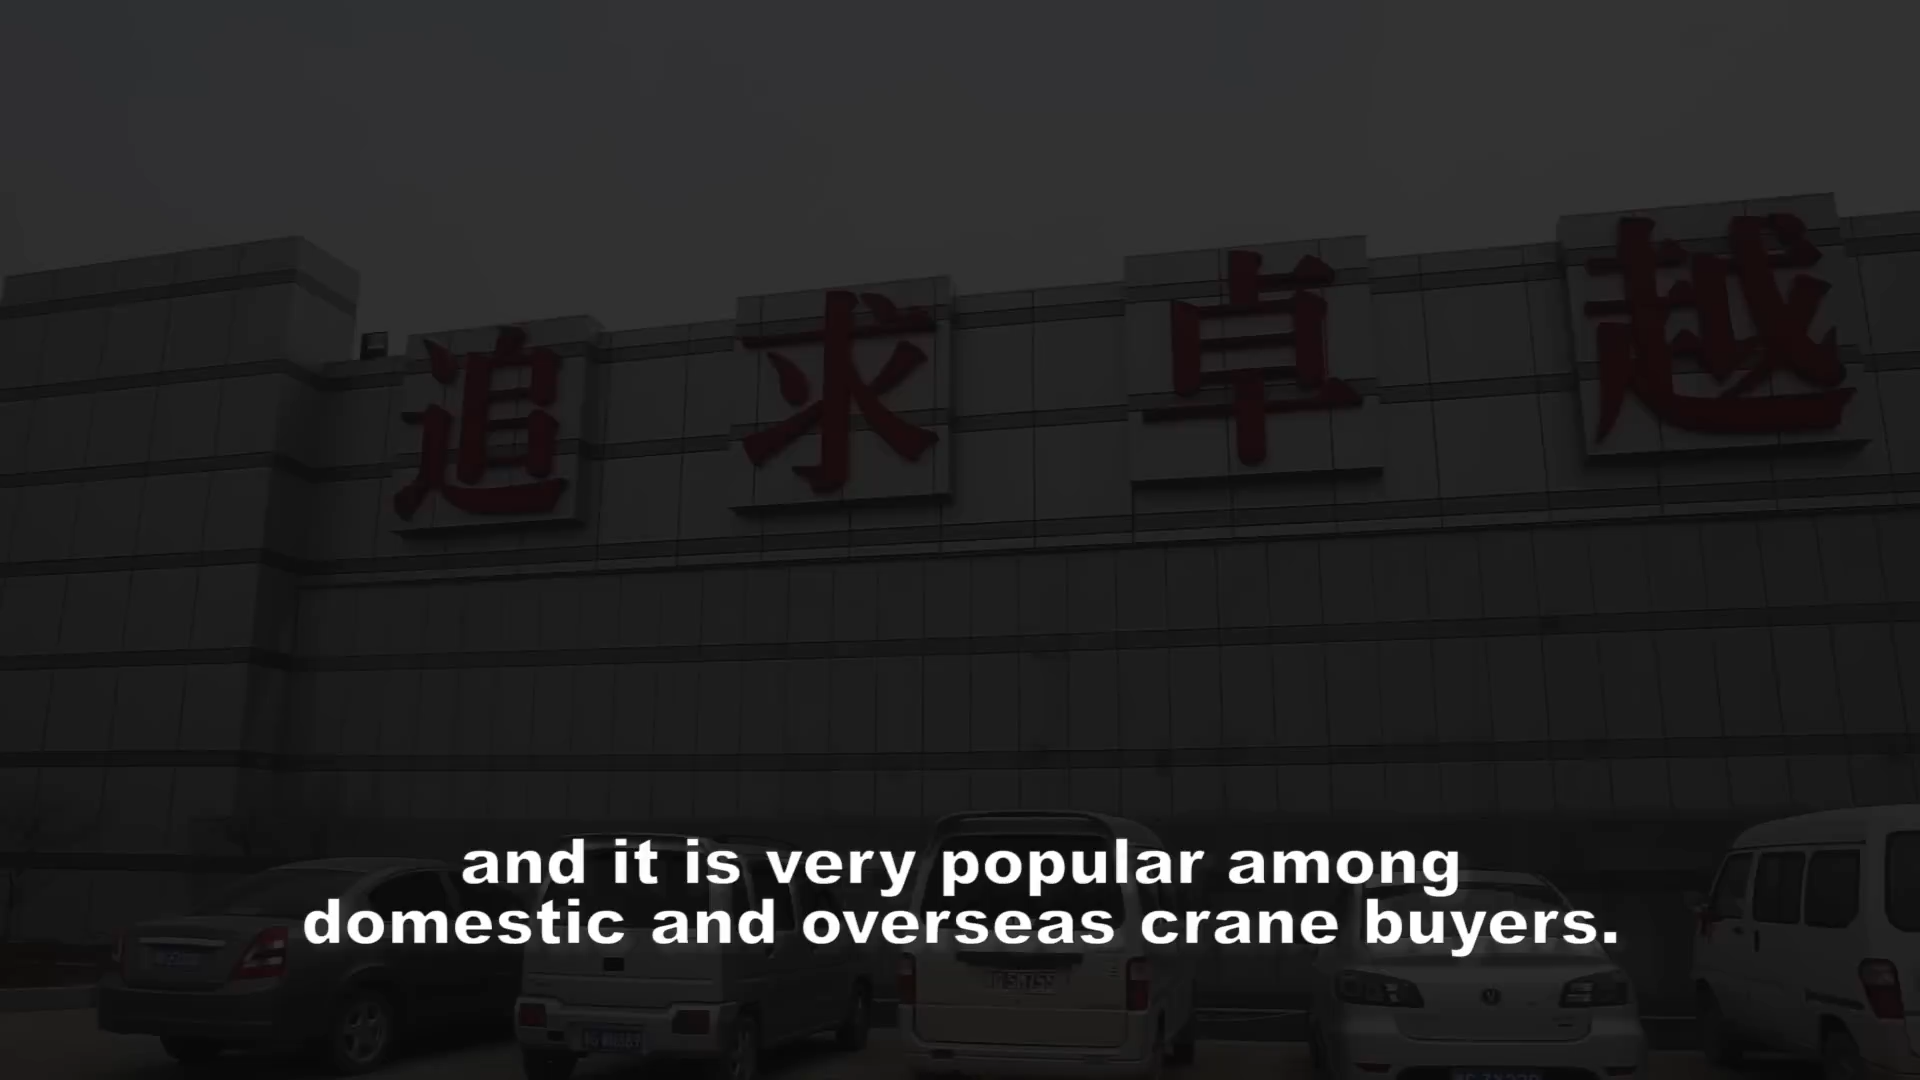 追求卓越
and it is very popular among
domestic and overseas crane buyers.